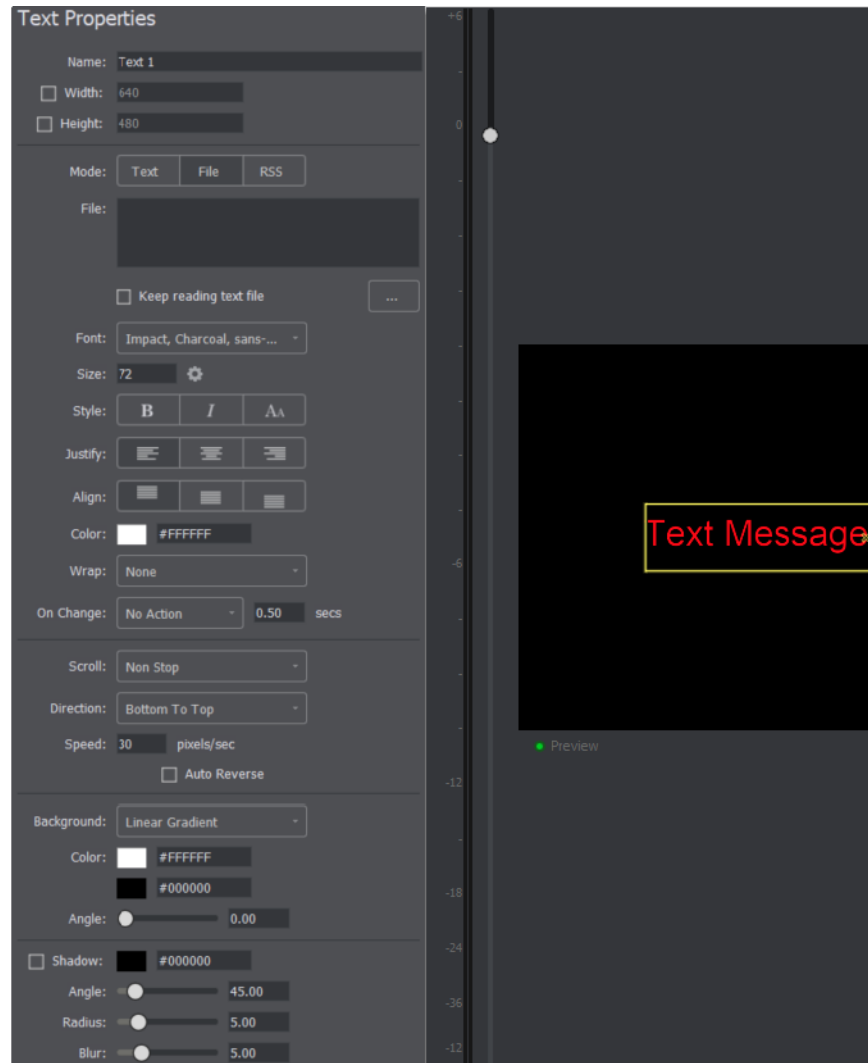 Text Properties
Name: Text 1
Width: 640
Height: 480
Mode: Text File RSS
File:
Keep reading text file ...
Font: Impact, Charcoal, sans-...
Size: 72
Style: B I AA
Justify:
Align:
Color: #FFFFFF
Wrap: None
On Change: No Action 0.50 secs
Scroll: Non Stop
Direction: Bottom To Top
Speed: 30 pixels/sec
Auto Reverse
Background: Linear Gradient
Color: #FFFFFF
#000000
Angle: 0.00
Shadow: #000000
Angle: 45.00
Radius: 5.00
Blur: 5.00
+6
0
-6
-12
-18
-24
-36
-12
Text Message
Preview